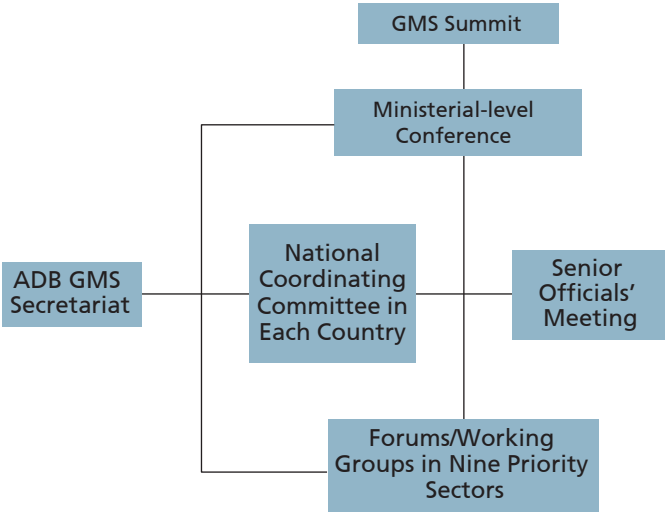 GMS Summit
Ministerial-level
Conference
National
Coordinating
Committee in
Each Country
ADB GMS
Secretariat
Senior
Officials’
Meeting
Forums/Working
Groups in Nine Priority
Sectors